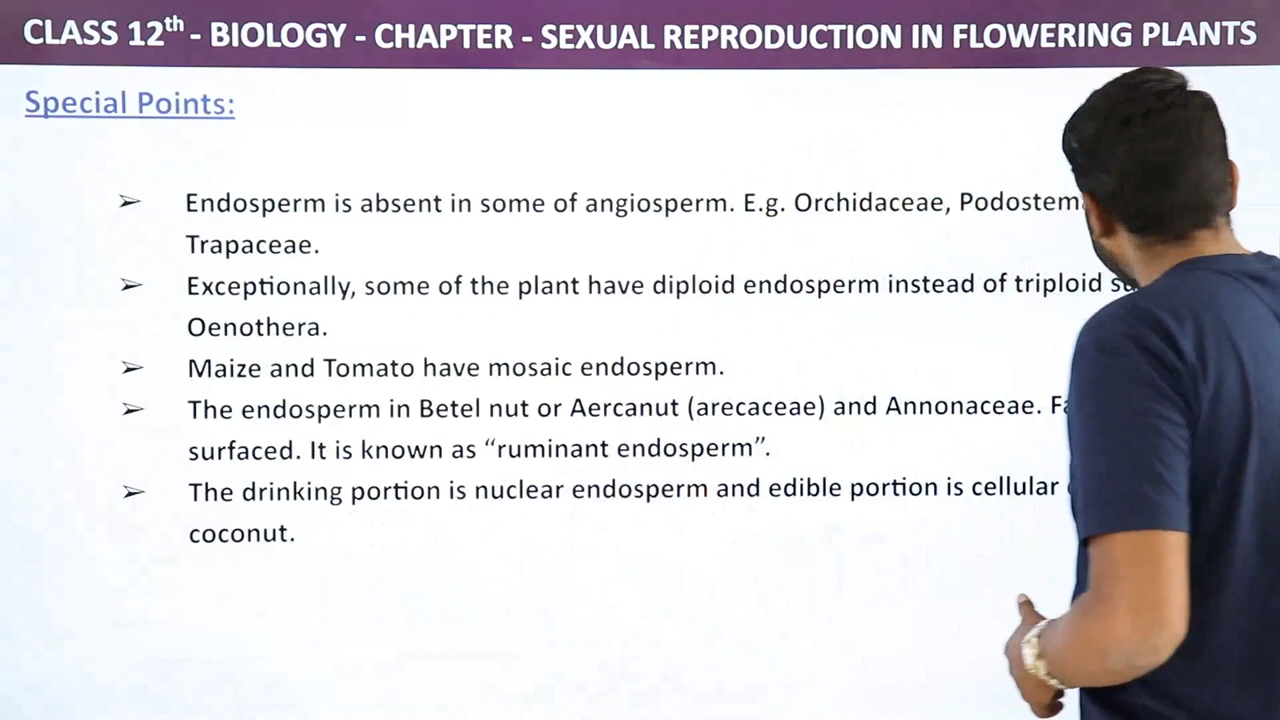 CLASS 12th - BIOLOGY - CHAPTER - SEXUAL REPRODUCTION IN FLOWERING PLANTS
Special Points:
➢ Endosperm is absent in some of angiosperm. E.g. Orchidaceae,
Trapaceae.
➢ Exceptionally, some of the plant have diploid endosperm instead of triploid
Oenothera.
➢ Maize and Tomato have mosaic endosperm.
➢ The endosperm in Betel nut or Aercanut (arecaceae) and Annonaceae.
surfaced. It is known as “ruminant endosperm”.
➢ The drinking portion is nuclear endosperm and edible portion is cellular
coconut.